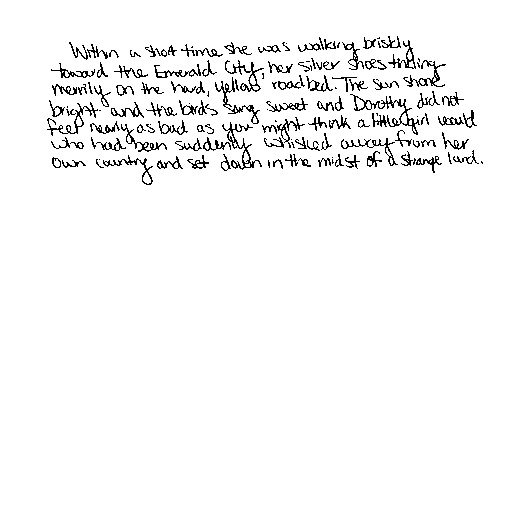 Within a short time she was walking briskly
toward the Emerald City, her silver shoes tinkling
merrily on the hard, yellow roadbed. The sun shone
bright and the birds sang sweet and Dorothy did not
feel nearly as bad as you might think a little girl would
who had been suddenly whisked away from her
own country and set down in the midst of a strange land.